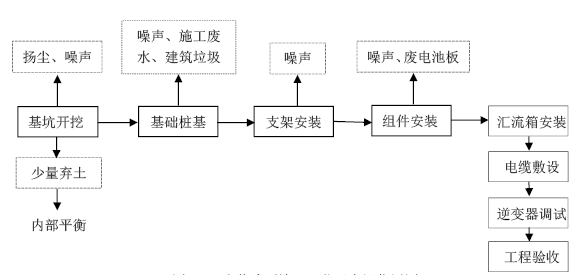 扬尘、噪声
噪声、施工废
水、建筑垃圾
噪声
噪声、废电池板
基坑开挖
基础桩基
支架安装
组件安装
汇流箱安装
少量弃土
电缆敷设
内部平衡
逆变器调试
工程验收